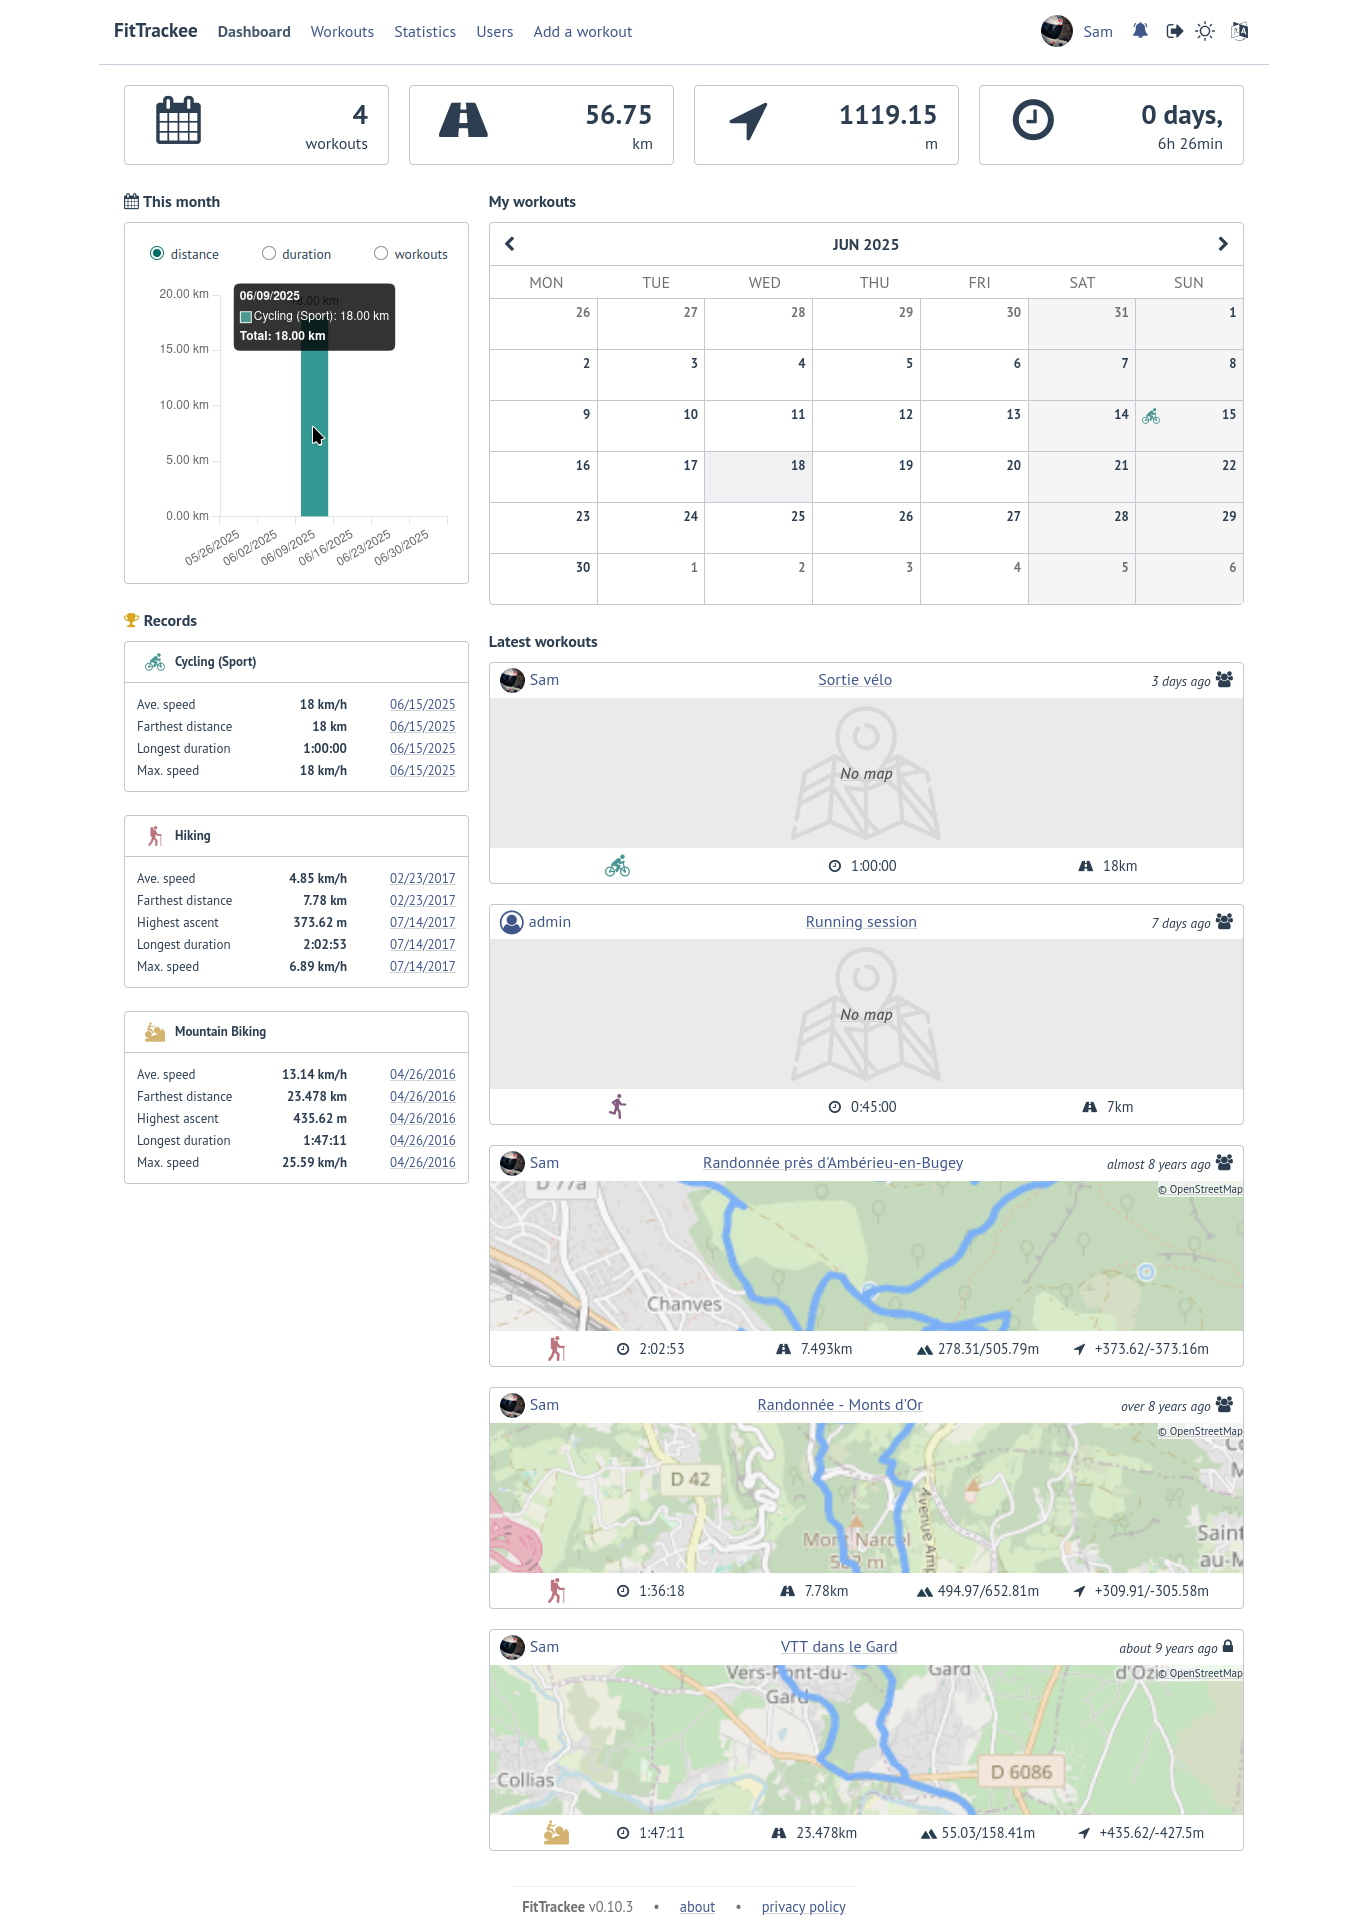 FitTrackee Dashboard Workouts Statistics Users Add a workout Sam
4
workouts
56.75
km
1119.15
m
0 days,
6h 26min
This month
distance duration workouts
20.00 km
15.00 km
10.00 km
5.00 km
0.00 km
18.00 km
06/09/2025
Cycling (Sport): 18.00 km
Total: 18.00 km
05/26/2025 06/02/2025 06/09/2025 06/16/2025 06/23/2025 06/30/2025
Records
Cycling (Sport)
Ave. speed 18 km/h 06/15/2025
Farthest distance 18 km 06/15/2025
Longest duration 1:00:00 06/15/2025
Max. speed 18 km/h 06/15/2025
Hiking
Ave. speed 4.85 km/h 02/23/2017
Farthest distance 7.78 km 02/23/2017
Highest ascent 373.62 m 07/14/2017
Longest duration 2:02:53 07/14/2017
Max. speed 6.89 km/h 07/14/2017
Mountain Biking
Ave. speed 13.14 km/h 04/26/2016
Farthest distance 23.478 km 04/26/2016
Highest ascent 435.62 m 04/26/2016
Longest duration 1:47:11 04/26/2016
Max. speed 25.59 km/h 04/26/2016
My workouts
JUN 2025
MON TUE WED THU FRI SAT SUN
26 27 28 29 30 31 1
2 3 4 5 6 7 8
9 10 11 12 13 14 15
16 17 18 19 20 21 22
23 24 25 26 27 28 29
30 1 2 3 4 5 6
Latest workouts
Sam Sortie vélo 3 days ago
No map
1:00:00 18km
admin Running session 7 days ago
No map
0:45:00 7km
Sam Randonnée près d'Ambérieu-en-Bugey almost 8 years ago
© OpenStreetMap
D 77a
Chanves
2:02:53 7.493km 278.31/505.79m +373.62/-373.16m
Sam Randonnée - Monts d'Or over 8 years ago
© OpenStreetMap
D 42
Avenue
Mont Narcel
m
Saint
au-M
1:36:18 7.78km 494.97/652.81m +309.91/-305.58m
Sam VTT dans le Gard about 9 years ago
© OpenStreetMap
Vers-Pont-du-
Gard
Gard
Collias
D 6086
1:47:11 23.478km 55.03/158.41m +435.62/-427.5m
FitTrackee v0.10.3 • about • privacy policy